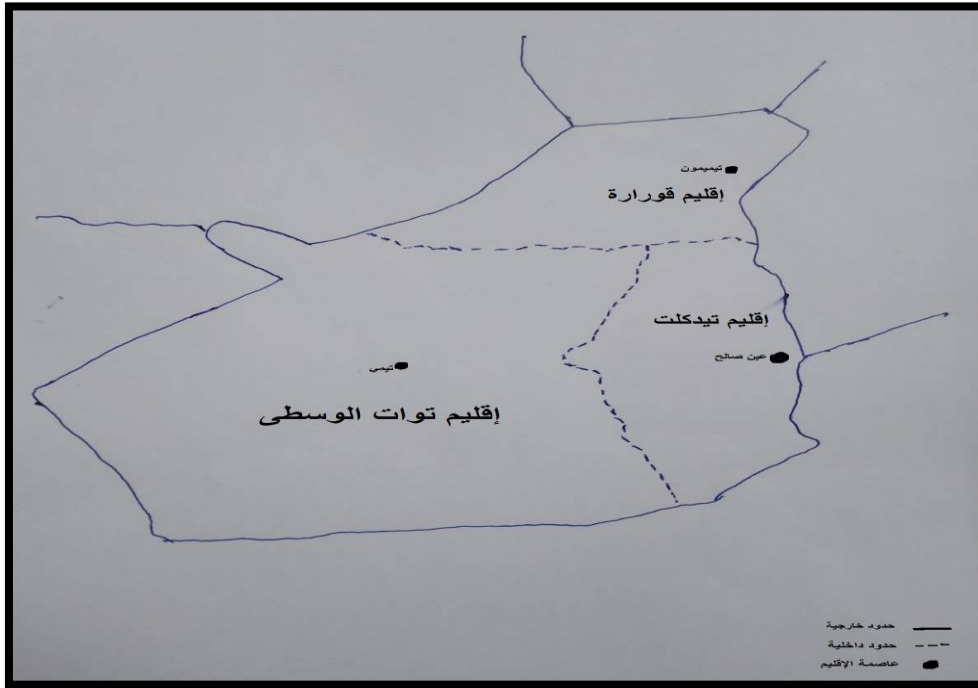 تيميمون
إقليم قورارة
إقليم تيدكلت
عين صالح
تيمي
إقليم توات الوسطى
حدود خارجية
حدود داخلية
عاصمة الإقليم